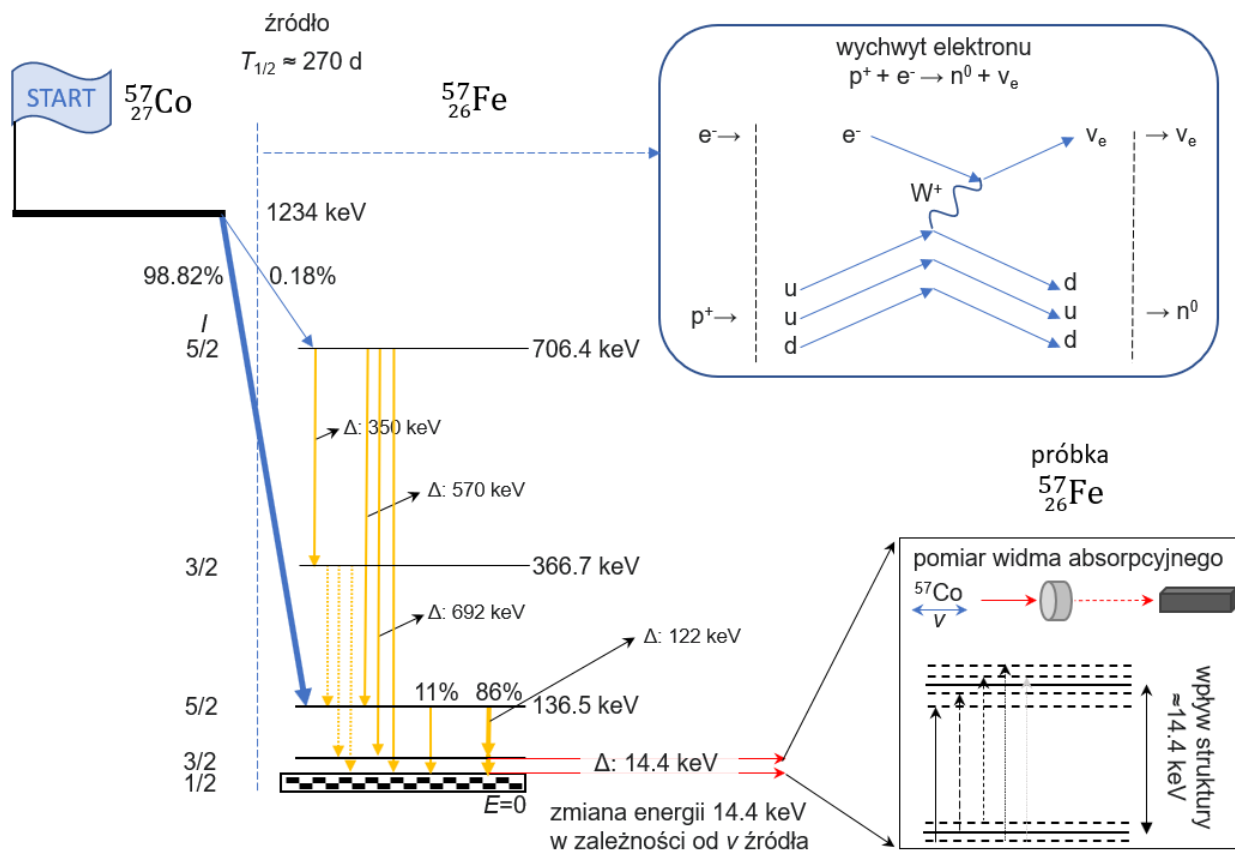 źródło
T1/2 ≈ 270 d
START
57
27Co
57
26Fe
1234 keV
98.82%
0.18%
I
5/2
706.4 keV
Δ: 350 keV
Δ: 570 keV
3/2
366.7 keV
Δ: 692 keV
Δ: 122 keV
11%
86%
5/2
136.5 keV
3/2
1/2
Δ: 14.4 keV
E=0
zmiana energii 14.4 keV
w zależności od v źródła
wychwyt elektronu
p+ + e- → n0 + ve
e-→
e-
ve
→ ve
W+
u
d
p+→
u
u
→ n0
d
d
próbka
57
26Fe
pomiar widma absorpcyjnego
57Co
v
wpływ struktury
≈14.4 keV